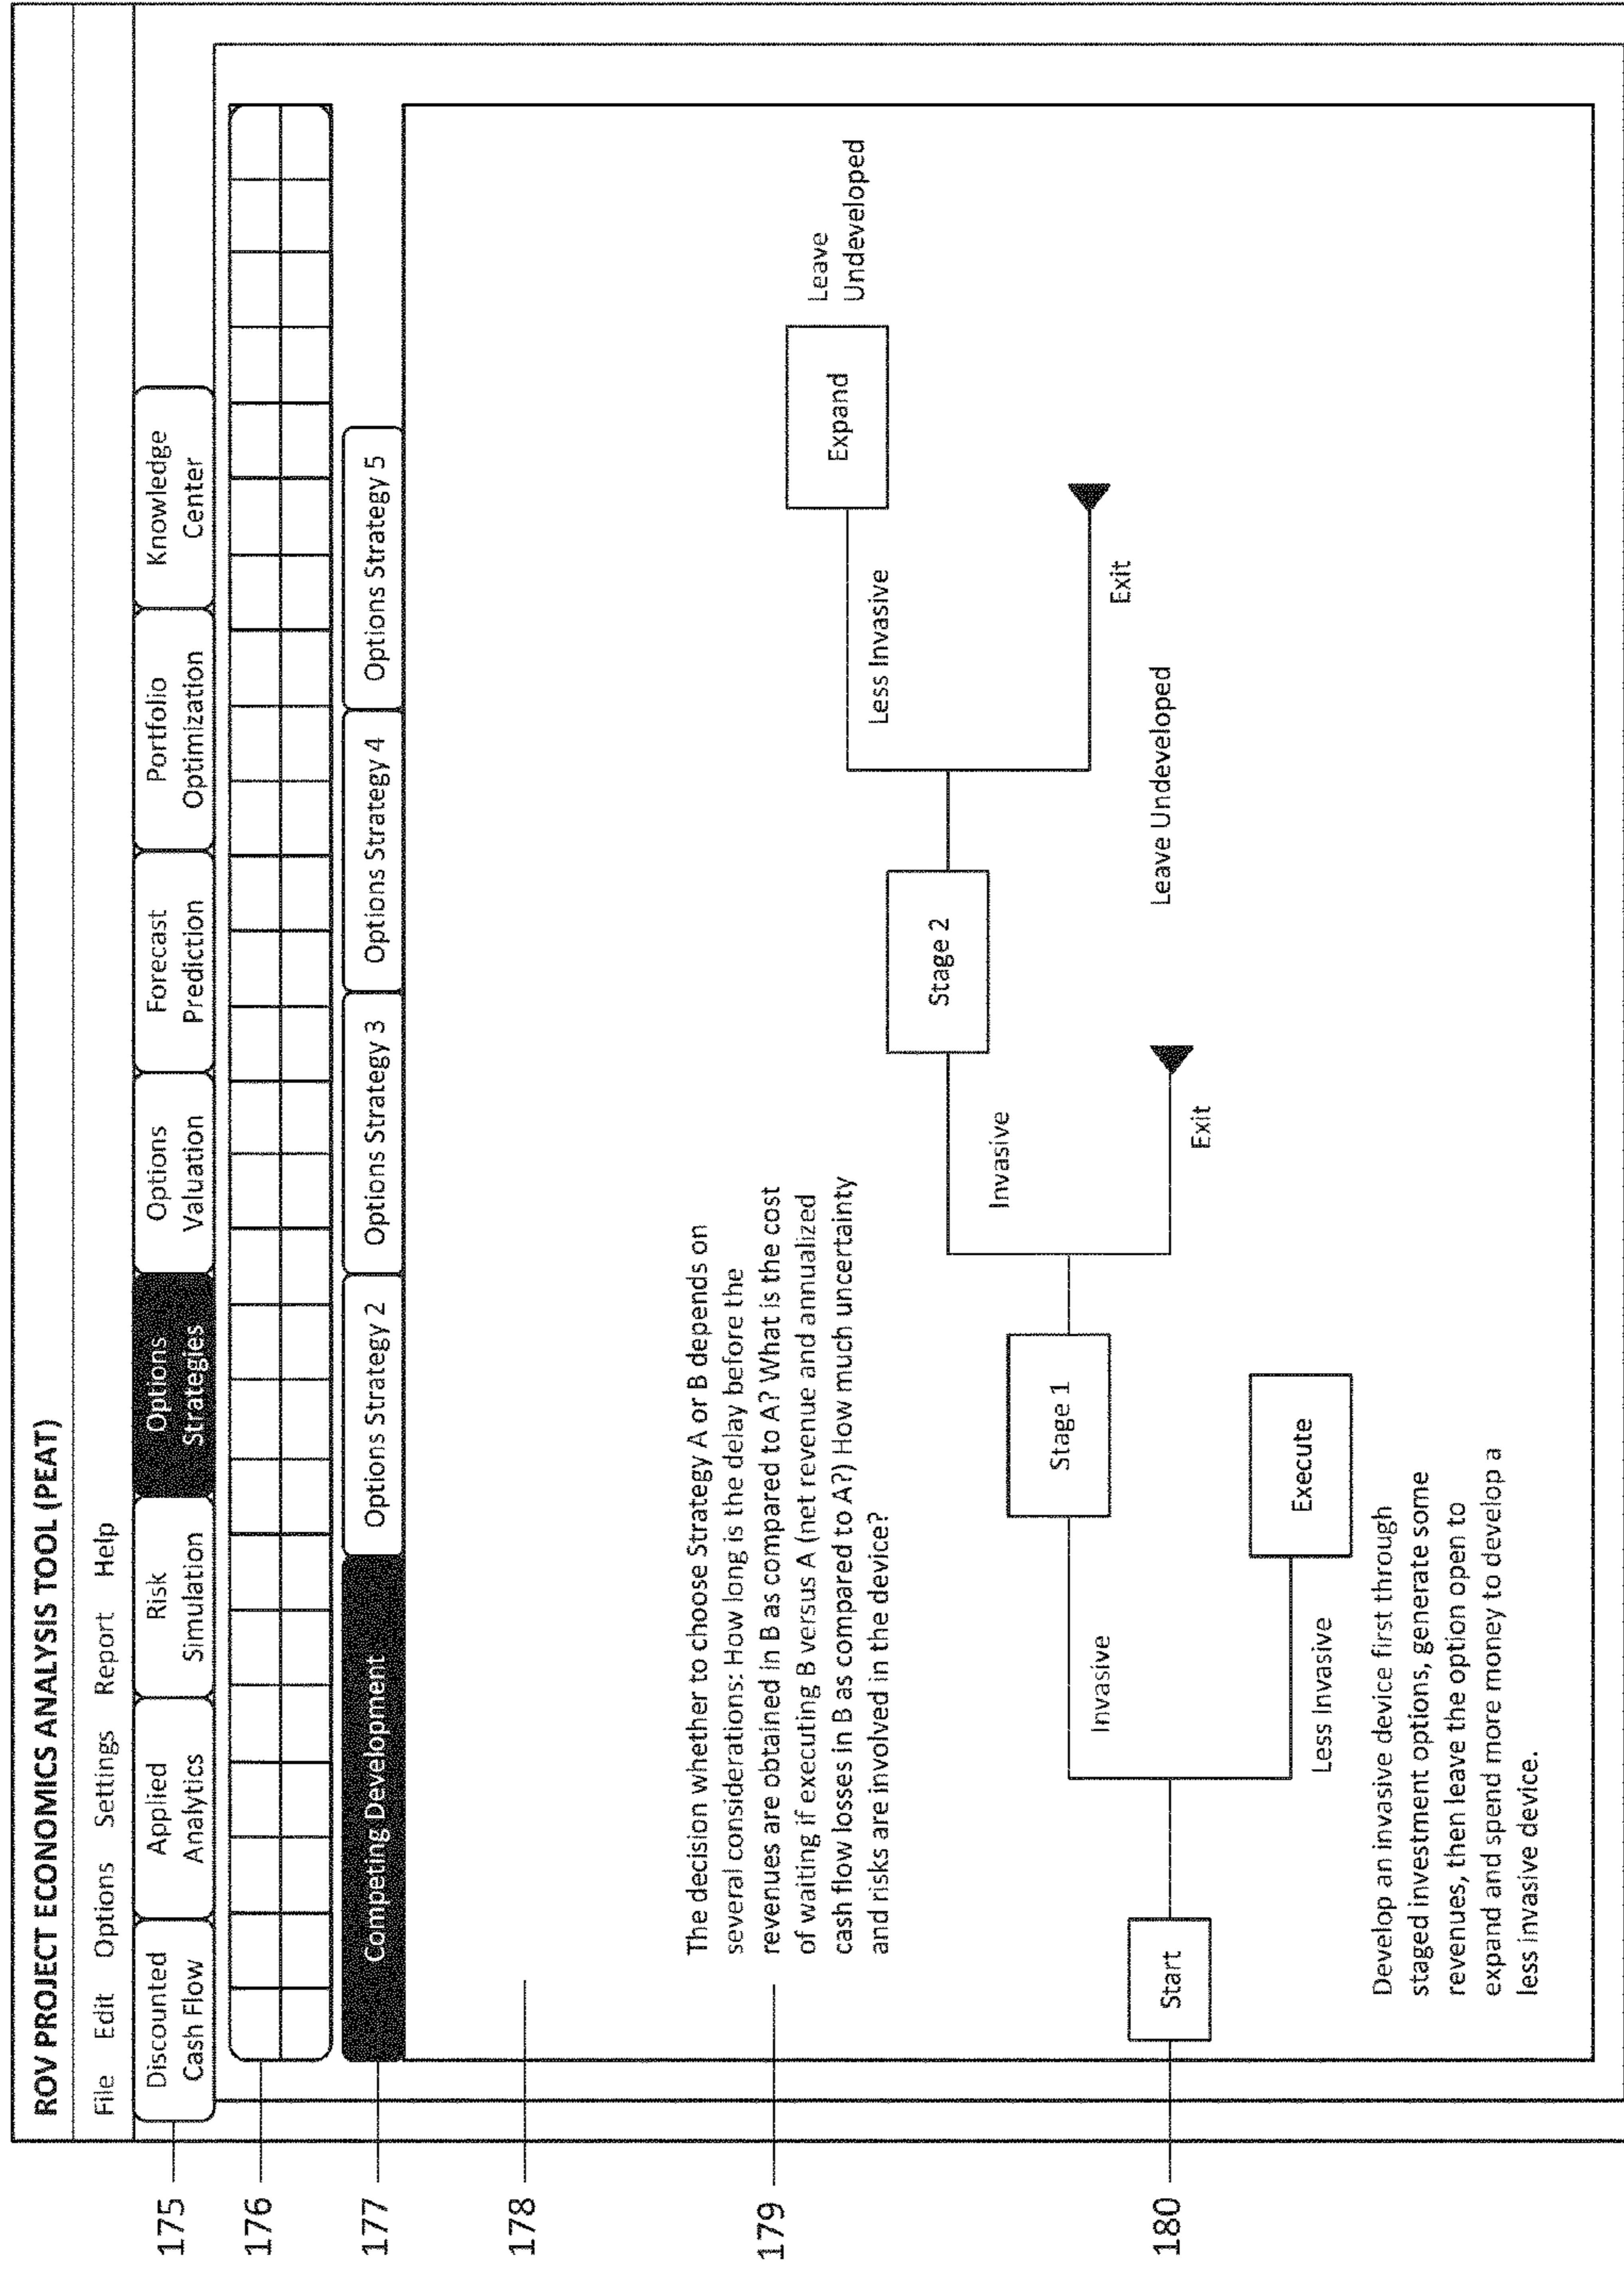 ROV PROJECT ECONOMICS ANALYSIS TOOL (PEAT)
File Edit Options Settings Report Help
175
Discounted
Cash Flow
Applied
Analytics
Risk
Simulation
Options
Strategies
Options
Valuation
Forecast
Prediction
Portfolio
Optimization
Knowledge
Center
176
177
Competing Development
Options Strategy 2
Options Strategy 3
Options Strategy 4
Options Strategy 5
178
179
The decision whether to choose Strategy A or B depends on
several considerations: How long is the delay before the
revenues are obtained in B as compared to A? What is the cost
of waiting if executing B versus A (net revenue and annualized
cash flow losses in B as compared to A?) How much uncertainty
and risks are involved in the device?
180
Start
Invasive
Less Invasive
Stage 1
Execute
Invasive
Exit
Stage 2
Leave Undeveloped
Less Invasive
Exit
Expand
Leave
Undeveloped
Develop an invasive device first through
staged investment options, generate some
revenues, then leave the option open to
expand and spend more money to develop a
less invasive device.